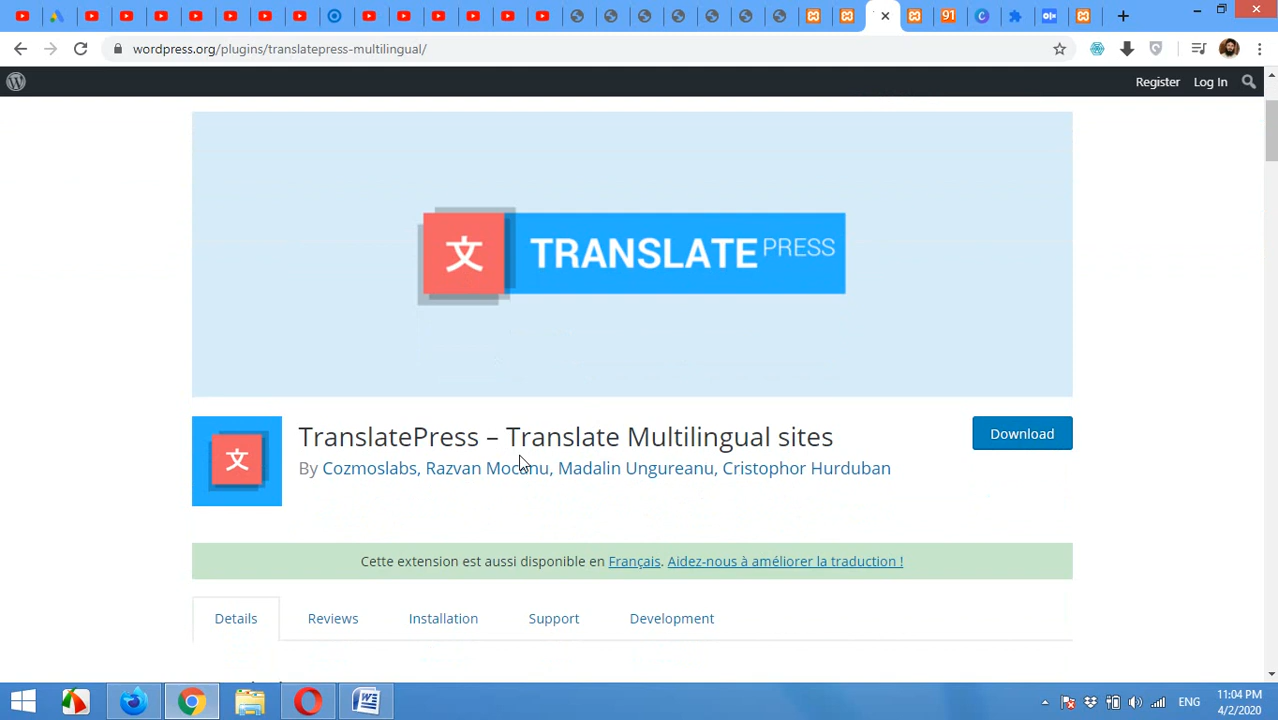 91
wordpress.org/plugins/translatepress-multilingual/
Register Log In
文 TRANSLATEPRESS
文
TranslatePress – Translate Multilingual sites
Download
By Cozmoslabs, Razvan Mocanu, Madalin Ungureanu, Cristophor Hurduban
Cette extension est aussi disponible en Français. Aidez-nous à améliorer la traduction !
Details Reviews Installation Support Development
ENG
11:04 PM
4/2/2020